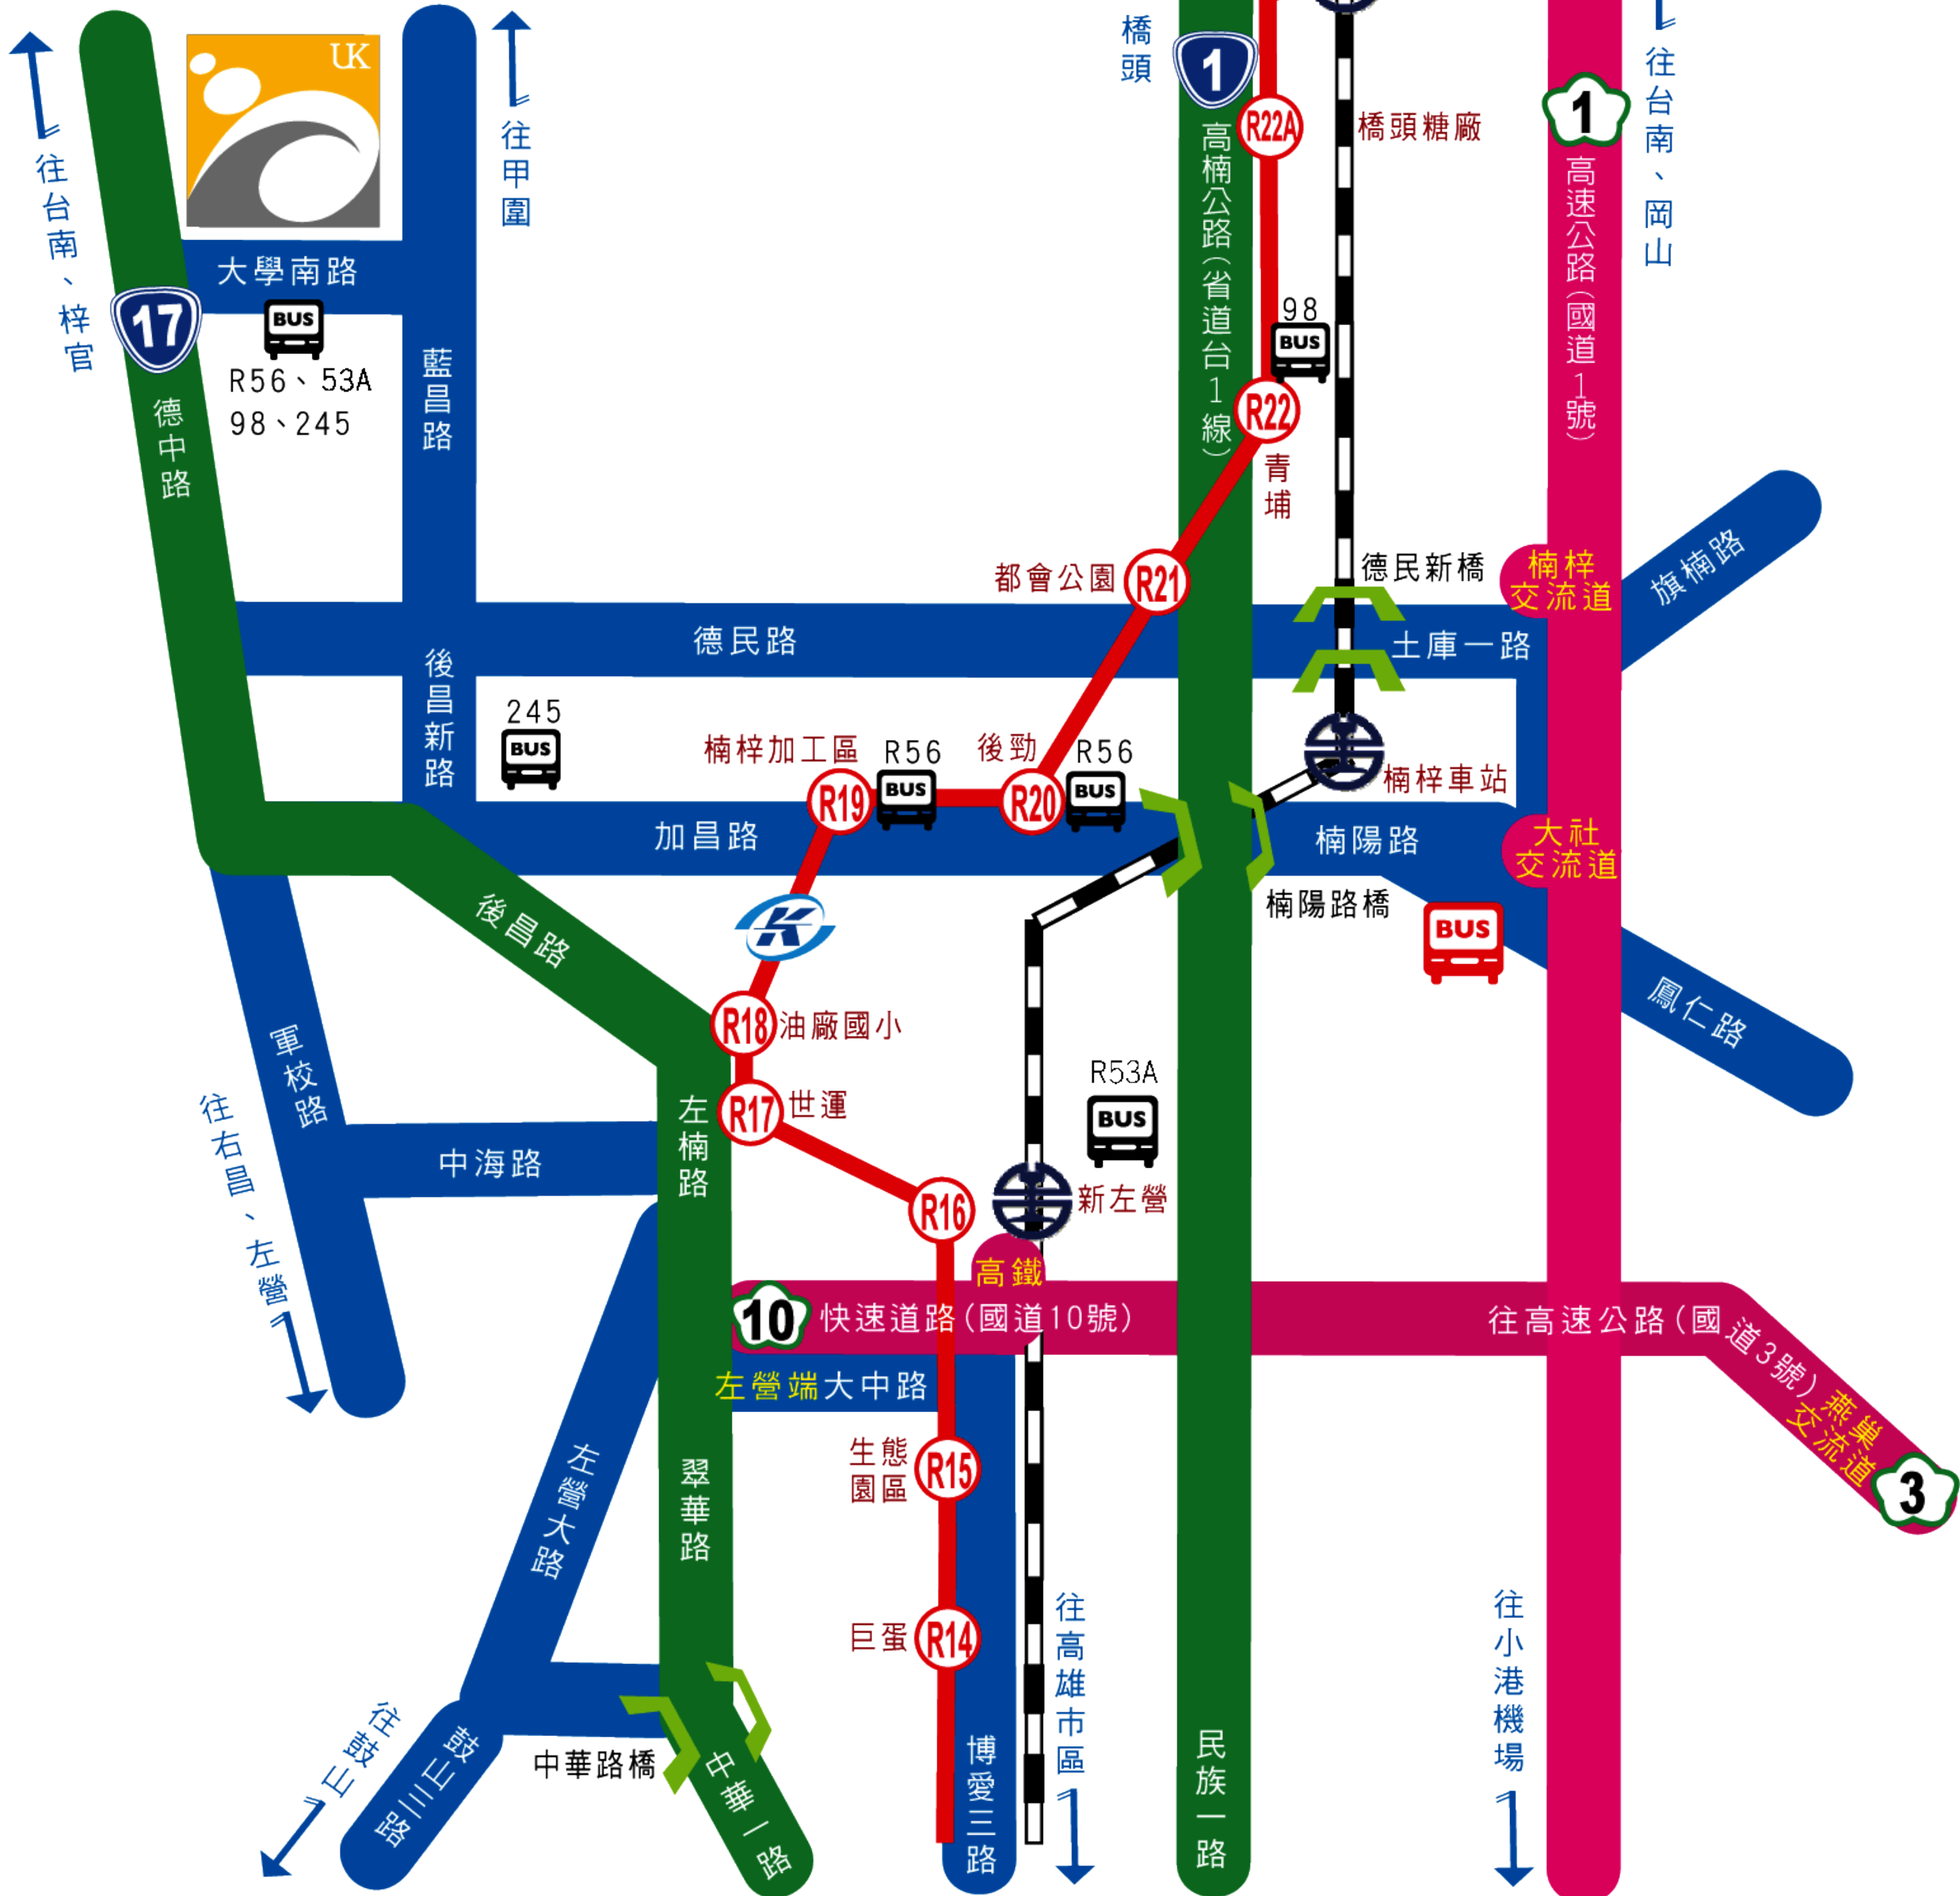 UK
往台南、梓官
往甲圍
橋頭
1
R22A
橋頭糖廠
1
往台南、岡山
大學南路
17
BUS
R56、53A
98、245
德中路
藍昌路
高楠公路(省道台1線)
98
BUS
R22
青埔
高速公路(國道1號)
都會公園
R21
德民新橋
楠梓
交流道
旗楠路
德民路
土庫一路
後昌新路
245
BUS
楠梓加工區
R56
R19
BUS
後勁
R56
R20
BUS
楠梓車站
加昌路
楠陽路
大社
交流道
楠陽路橋
BUS
後昌路
K
鳳仁路
R18
油廠國小
軍校路
R17
世運
R53A
BUS
往右昌、左營
中海路
左楠路
R16
新左營
高鐵
10
快速道路(國道10號)
往高速公路(國道3號)
燕巢
交流道
3
左營端大中路
生態
園區
R15
左營大路
翠華路
巨蛋
R14
往高雄市區
往小港機場
往鼓山
鼓山三路
中華路橋
中華一路
博愛三路
民族一路